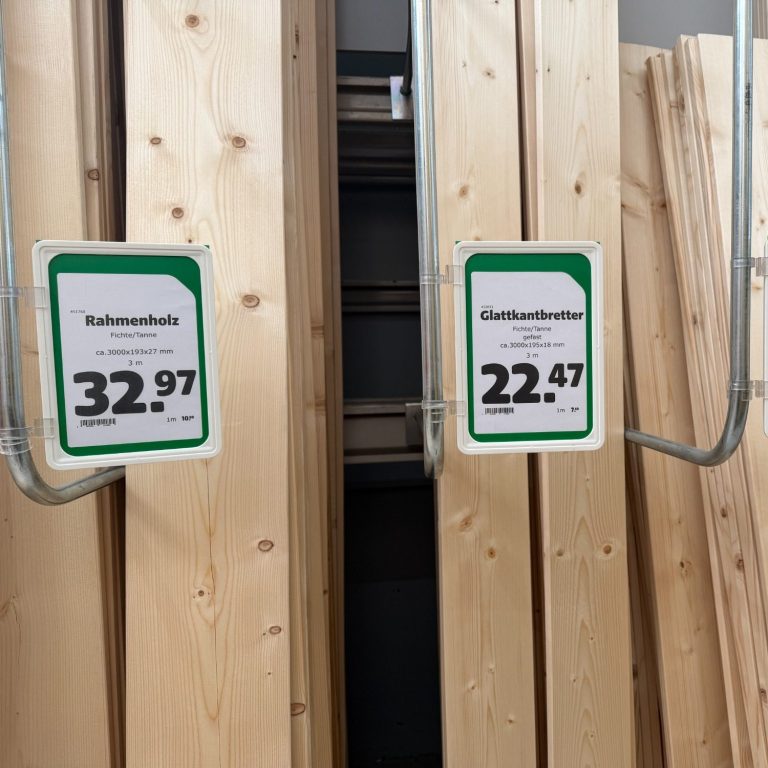 Rahmenholz
Fichte/Tanne
ca.3000x193x27 mm
3 m
32.97
1m
Glattkantbretter
Fichte/Tanne
gefast
ca.3000x195x18 mm
3 m
22.47
1m